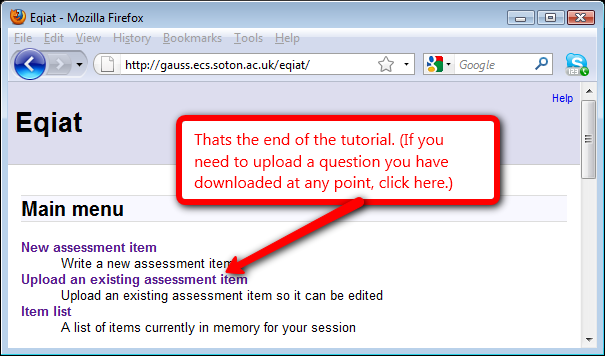 Eqiat - Mozilla Firefox
File Edit View History Bookmarks Tools Help
http://gauss.ecs.soton.ac.uk/eqiat/
Google
123
Help
Eqiat
Thats the end of the tutorial. (If you
need to upload a question you have
downloaded at any point, click here.)
Main menu
New assessment item
Write a new assessment item
Upload an existing assessment item
Upload an existing assessment item so it can be edited
Item list
A list of items currently in memory for your session